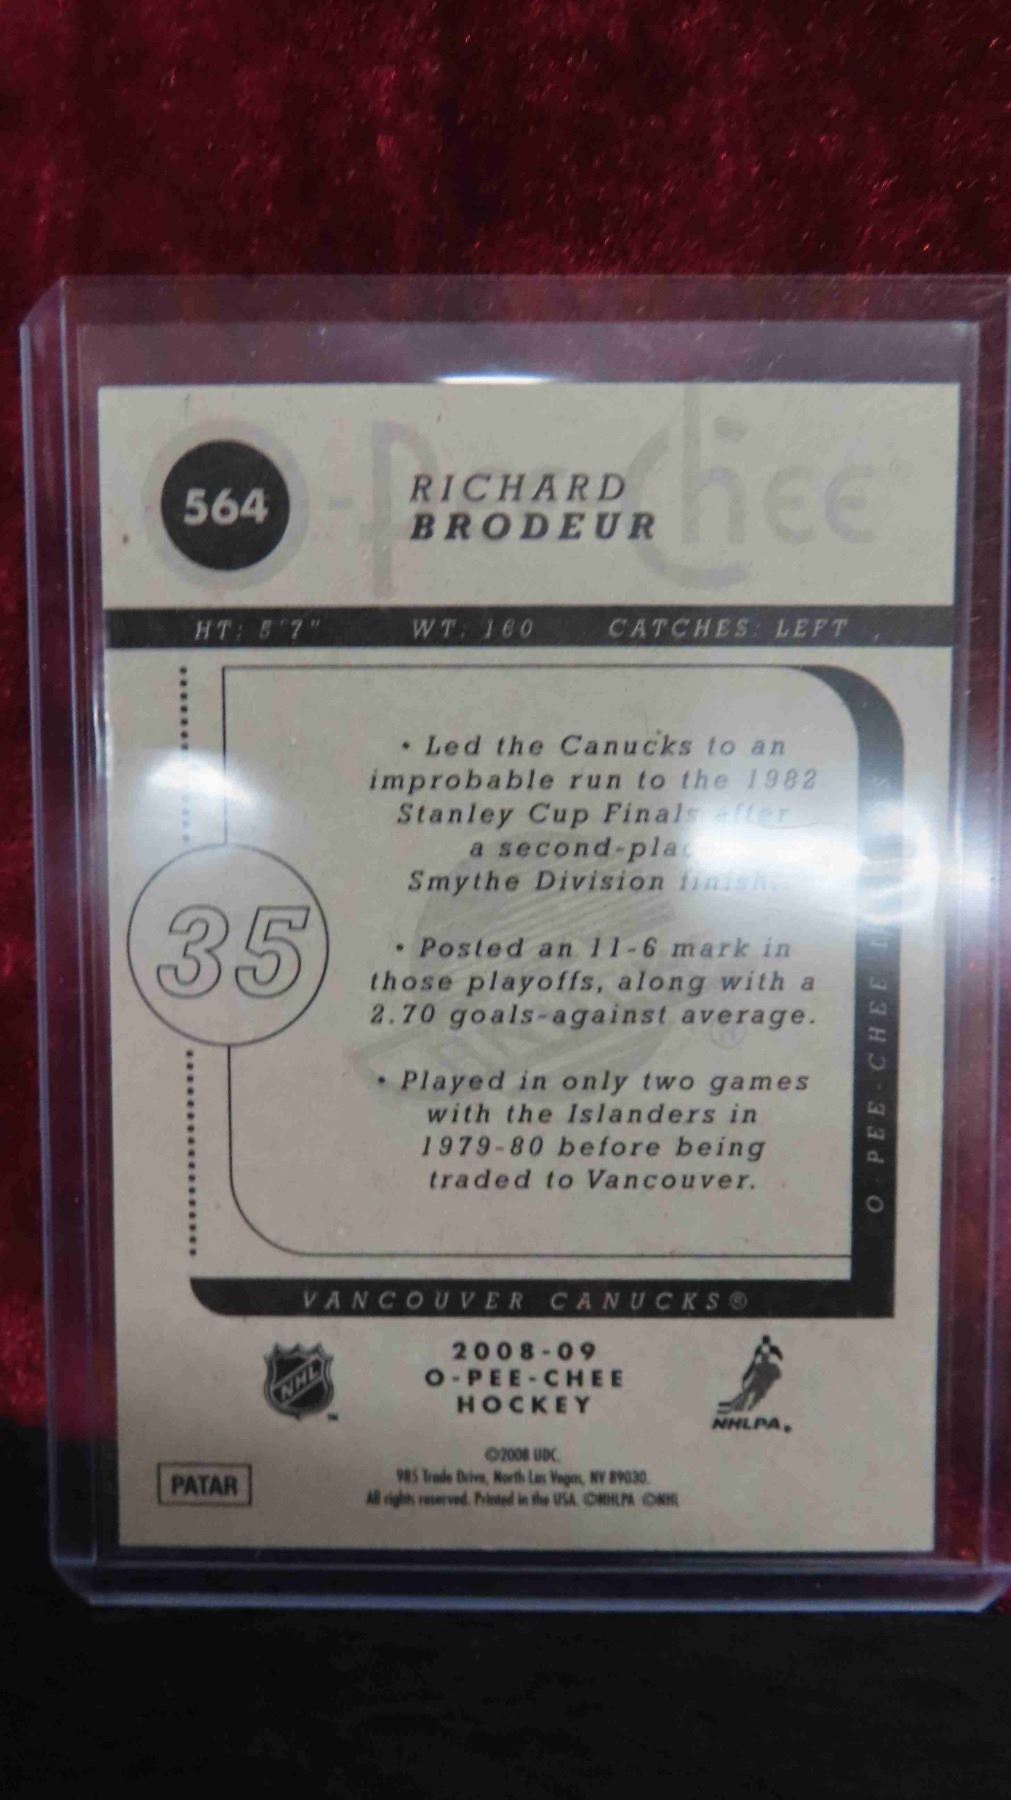 O-Pee-Chee
564
RICHARD
BRODEUR
HT: 5'7" WT: 160 CATCHES: LEFT
• Led the Canucks to an
improbable run to the 1982
Stanley Cup Finals after
a second-place
Smythe Division finish.
35
• Posted an 11-6 mark in
those playoffs, along with a
2.70 goals-against average.
• Played in only two games
with the Islanders in
1979-80 before being
traded to Vancouver.
O-PEE-CHEE
VANCOUVER CANUCKS®
NHL
™
2008-09
O-PEE-CHEE
HOCKEY
NHLPA®
©2008 UDC.
985 Trade Drive, North Las Vegas, NV 89030.
All rights reserved. Printed in the USA. ©NHLPA ©NHL
PATAR